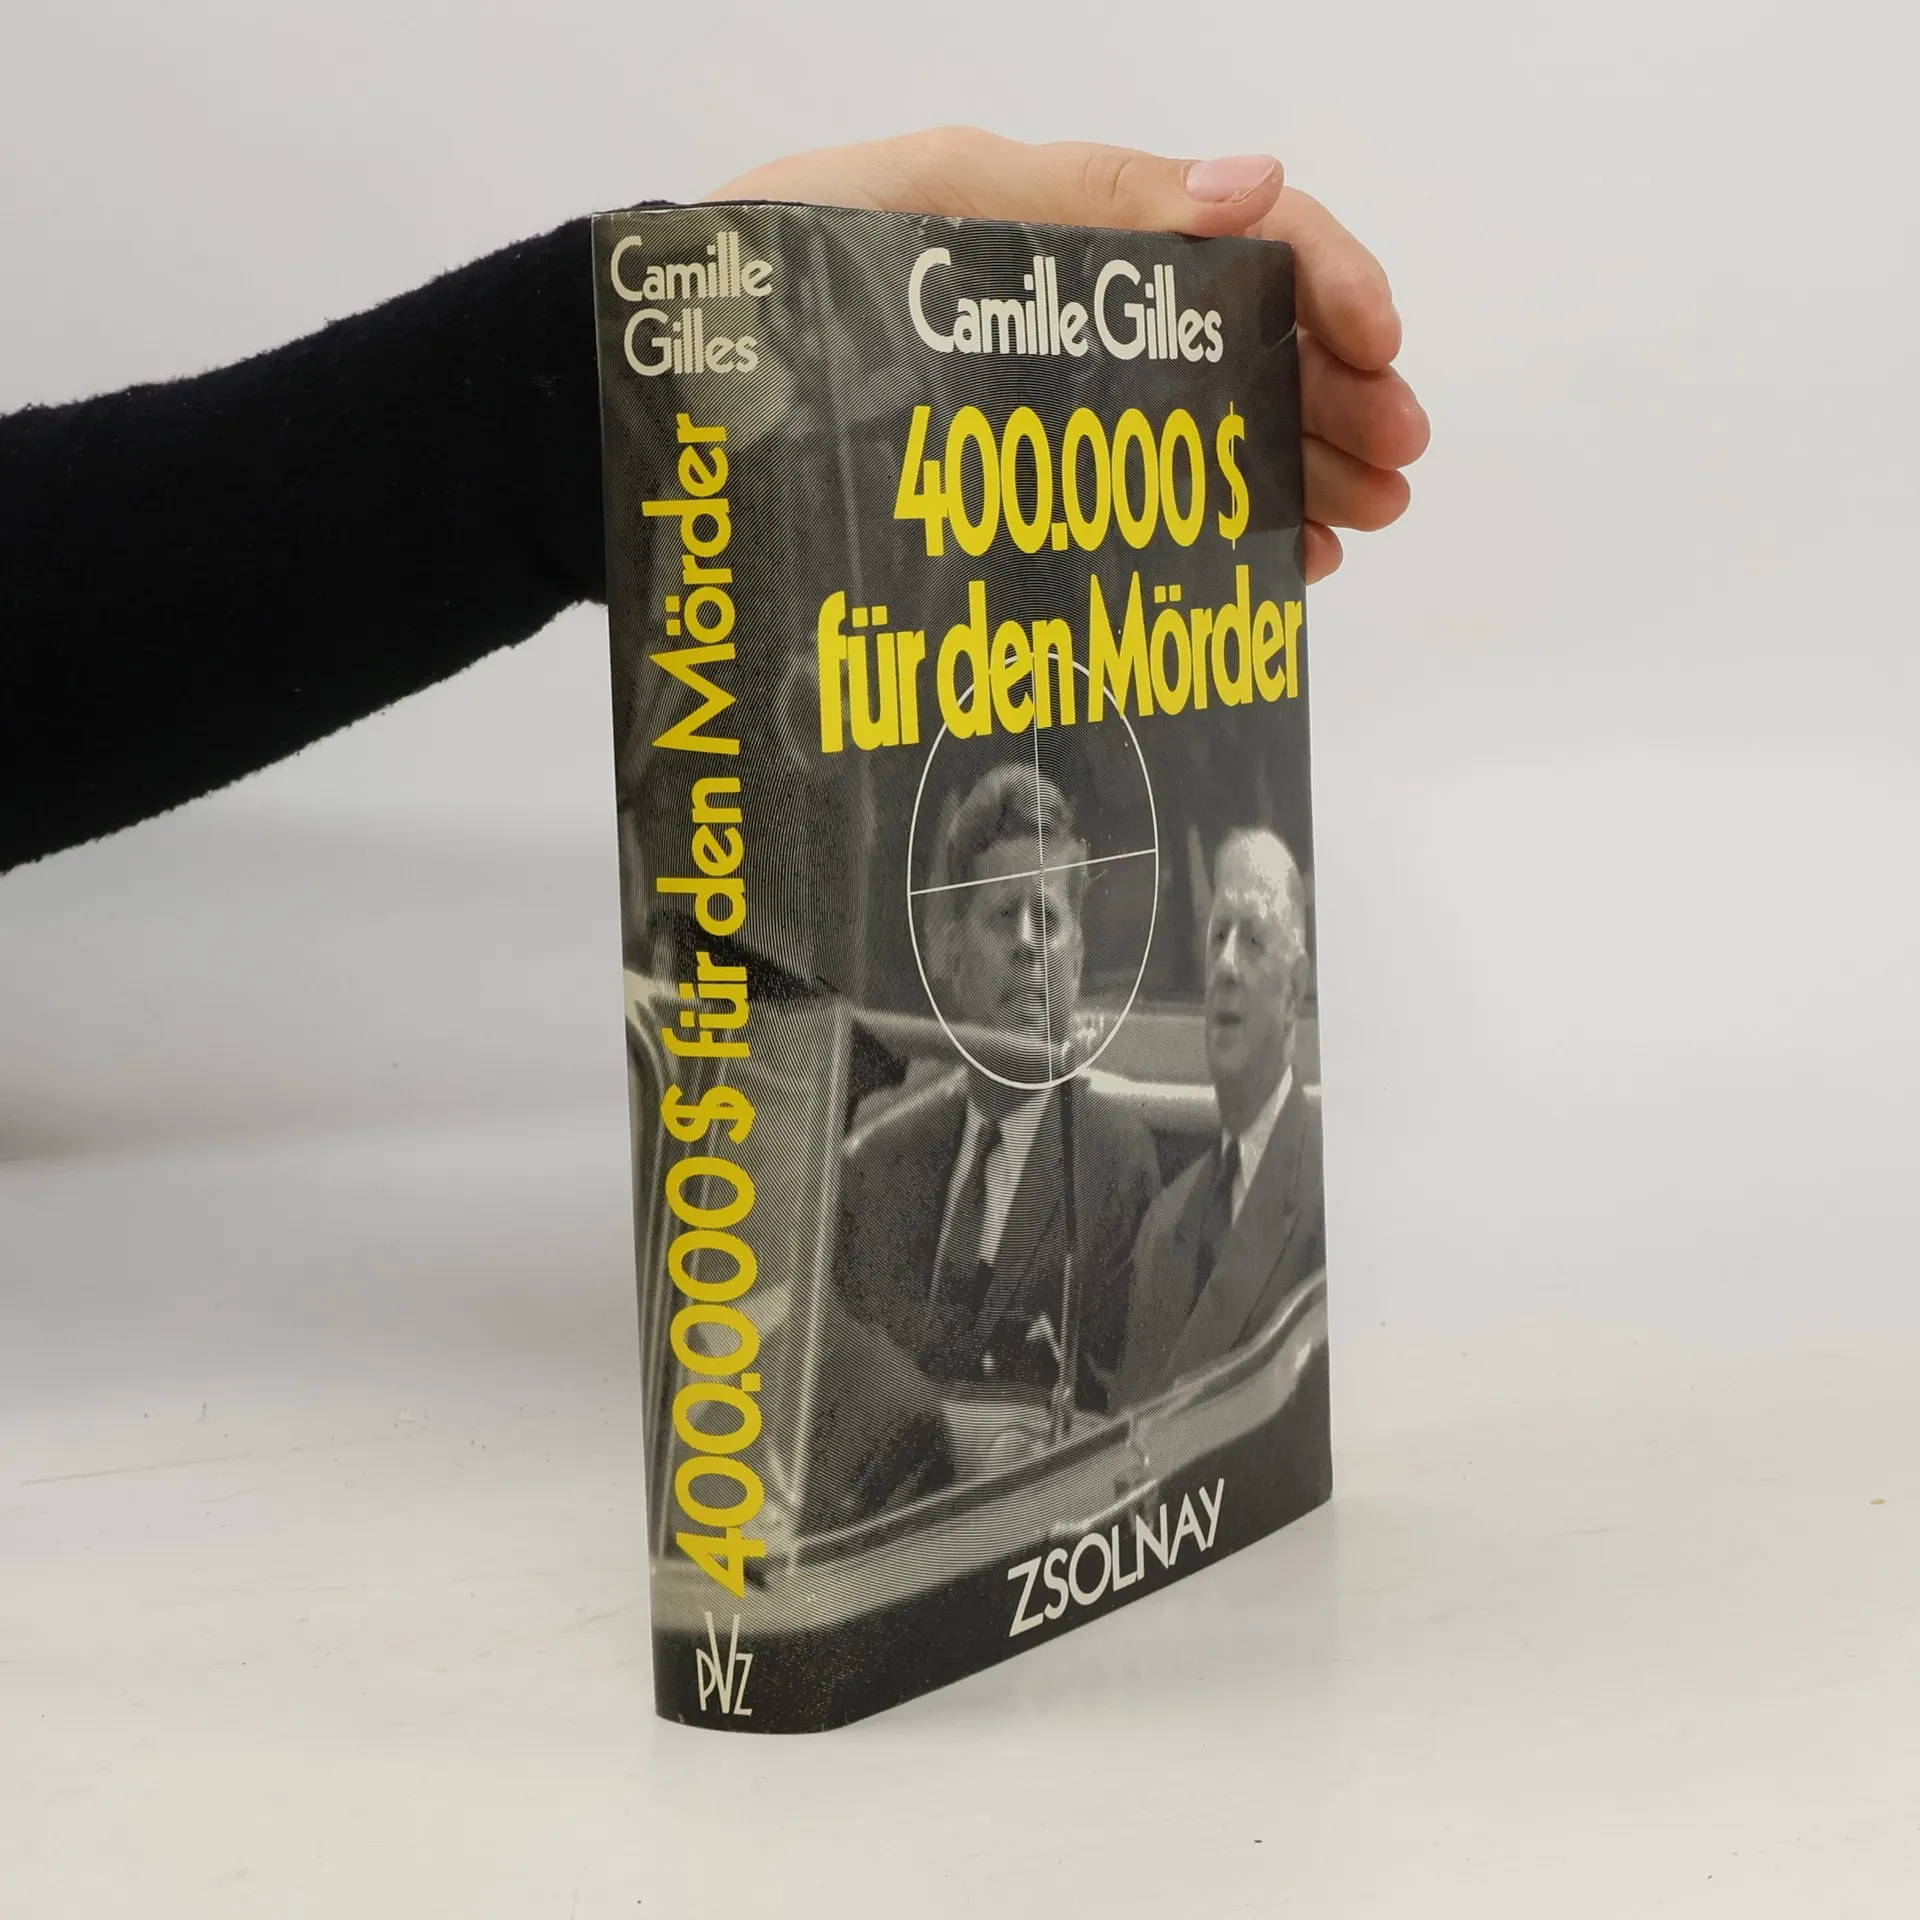 Camille
Gilles
400.000 $ für den Mörder
PVZ
Camille Gilles
400.000 $
für den Mörder
ZSOLNAY